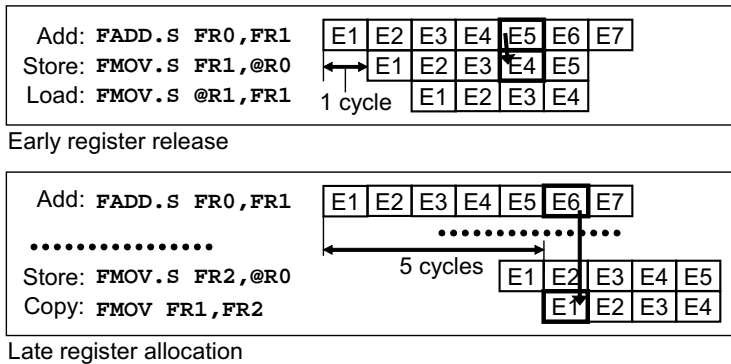 Add: FADD.S FR0,FR1 E1 E2 E3 E4 E5 E6 E7
Store: FMOV.S FR1,@R0 E1 E2 E3 E4 E5
Load: FMOV.S @R1,FR1 1 cycle E1 E2 E3 E4
Early register release
Add: FADD.S FR0,FR1 E1 E2 E3 E4 E5 E6 E7
5 cycles
Store: FMOV.S FR2,@R0 E1 E2 E3 E4 E5
Copy: FMOV FR1,FR2 E1 E2 E3 E4
Late register allocation